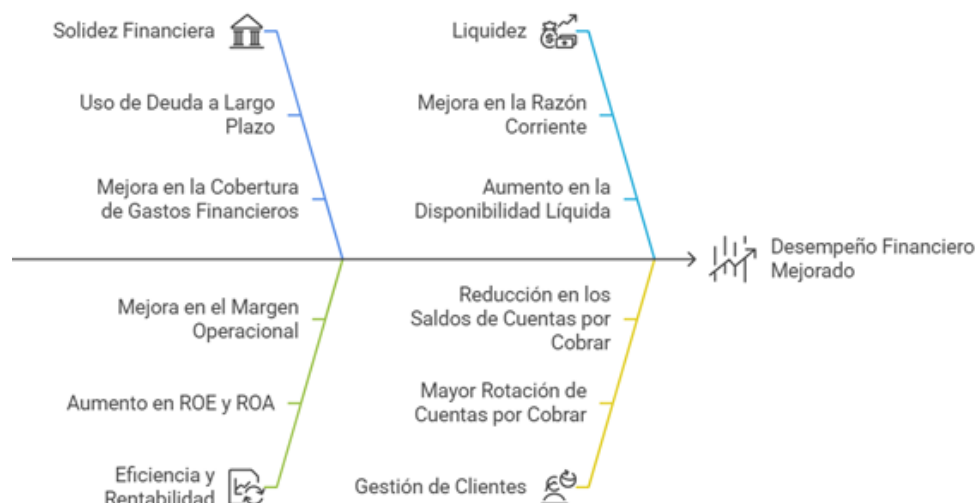 Solidez Financiera
Uso de Deuda a Largo
Plazo
Mejora en la Cobertura
de Gastos Financieros
Liquidez
Mejora en la Razón
Corriente
Aumento en la
Disponibilidad Líquida
Desempeño Financiero
Mejorado
Mejora en el Margen
Operacional
Aumento en ROE y ROA
Eficiencia y
Rentabilidad
Reducción en los
Saldos de Cuentas por
Cobrar
Mayor Rotación de
Cuentas por Cobrar
Gestión de Clientes